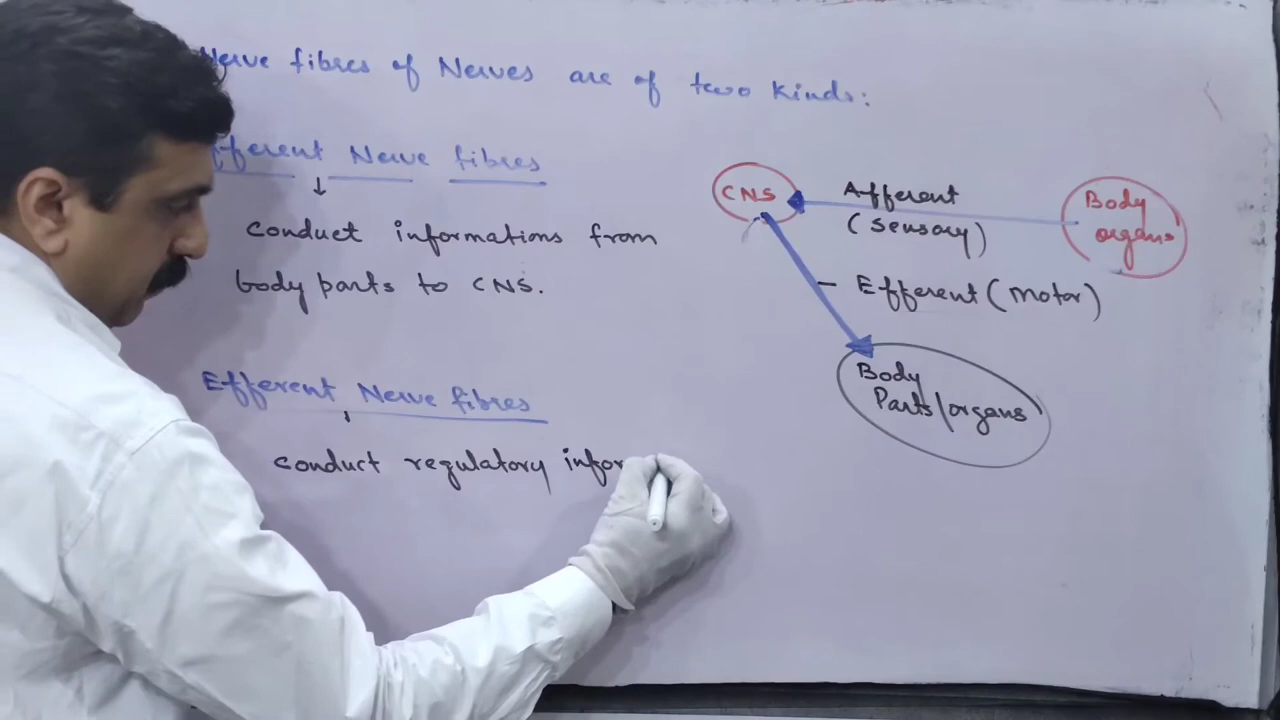 Nerve fibres of Nerves are of two kinds:
fferent Nerve fibres
conduct informations from
body parts to CNS.
Efferent Nerve fibres
conduct regulatory infor
CNS
Afferent
(sensory)
Body
organs
Efferent (motor)
Body
Parts/organs